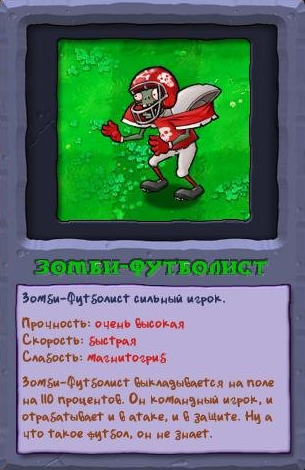 ЗОМБИ-ФУТБОЛИСТ
Зомби-Футболист сильный игрок.
Прочность: очень высокая
Скорость: быстрая
Слабость: магнитогриб
Зомби-Футболист выкладывается на поле
на 110 процентов. Он командный игрок, и
отрабатывает и в атаке, и в защите. Ну а
что такое футбол, он не знает.